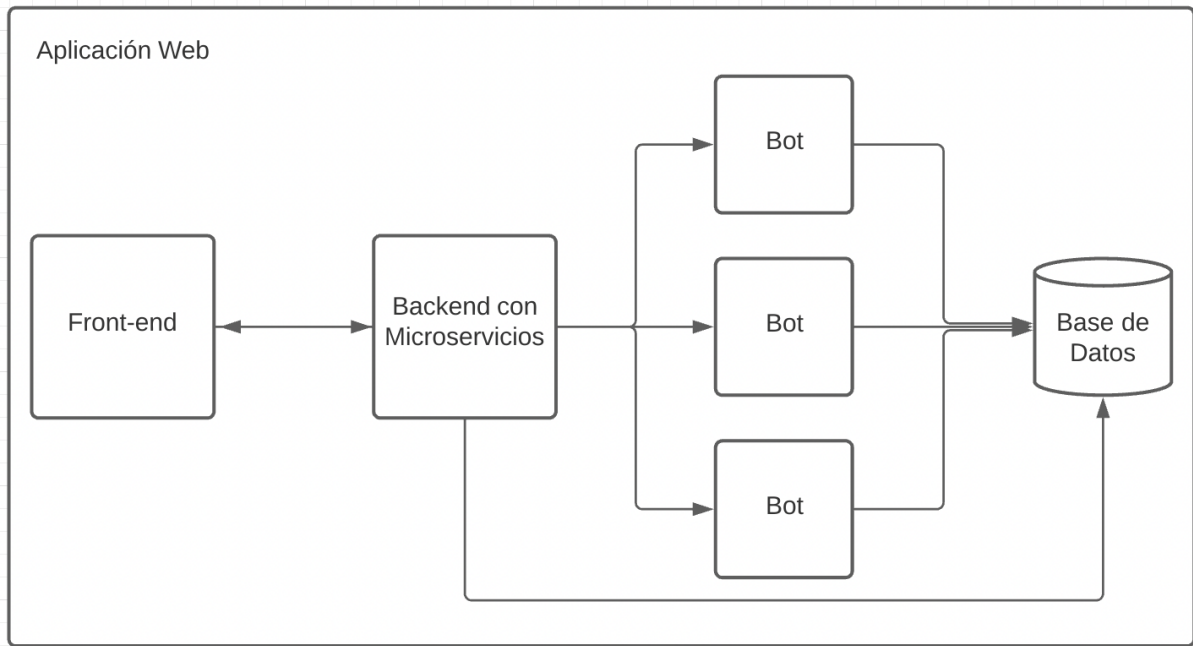 Aplicación Web
Bot
Front-end
Backend con
Microservicios
Bot
Base de
Datos
Bot